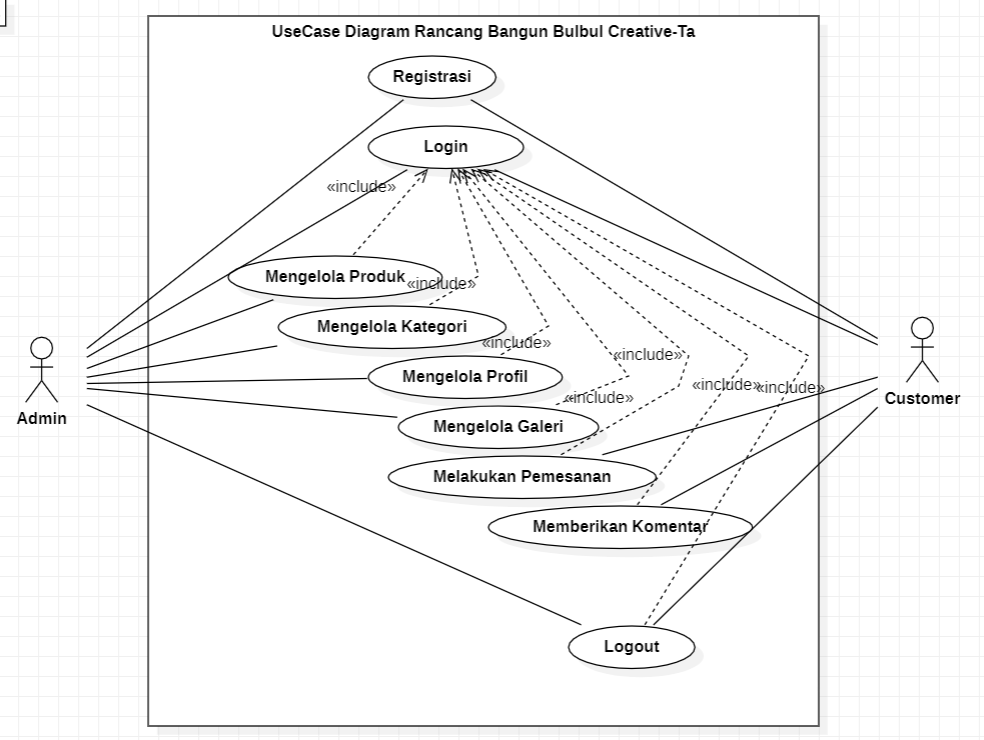 UseCase Diagram Rancang Bangun Bulbul Creative-Ta
Registrasi
Login
«include»
Mengelola Produk
«include»
Mengelola Kategori
«include»
«include»
Mengelola Profil
«include»
«include»
«include»
Admin
Customer
Mengelola Galeri
Melakukan Pemesanan
Memberikan Komentar
Logout